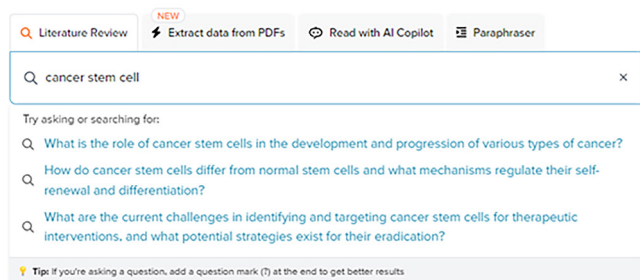 NEW
Literature Review
Extract data from PDFs
Read with AI Copilot
Paraphraser
cancer stem cell
Try asking or searching for:
What is the role of cancer stem cells in the development and progression of various types of cancer?
How do cancer stem cells differ from normal stem cells and what mechanisms regulate their self-
renewal and differentiation?
What are the current challenges in identifying and targeting cancer stem cells for therapeutic
interventions, and what potential strategies exist for their eradication?
Tip: If you're asking a question, add a question mark (?) at the end to get better results